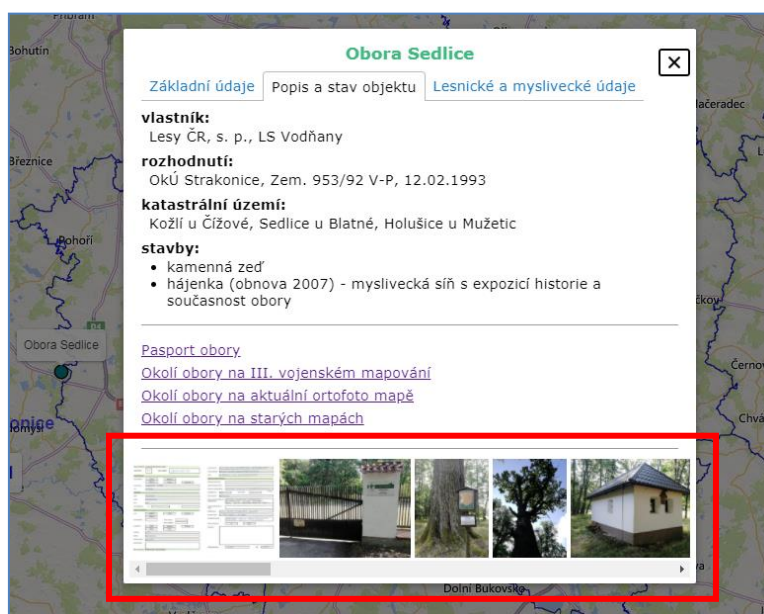 Příbram
Bohutín
Obora Sedlice
Základní údaje Popis a stav objektu Lesnické a myslivecké údaje
vlastník:
Lesy ČR, s. p., LS Vodňany
Březnice
rozhodnutí:
OkÚ Strakonice, Zem. 953/92 V-P, 12.02.1993
katastrální území:
Kožlí u Čížové, Sedlice u Blatné, Holušice u Mužetic
Pohoří
stavby:
• kamenná zeď
• hájenka (obnova 2007) - myslivecká síň s expozicí historie a
současnost obory
Obora Sedlice
Pasport obory
Okolí obory na III. vojenském mapování
Okolí obory na aktuální ortofoto mapě
Okolí obory na starých mapách
Dolní Bukovsko